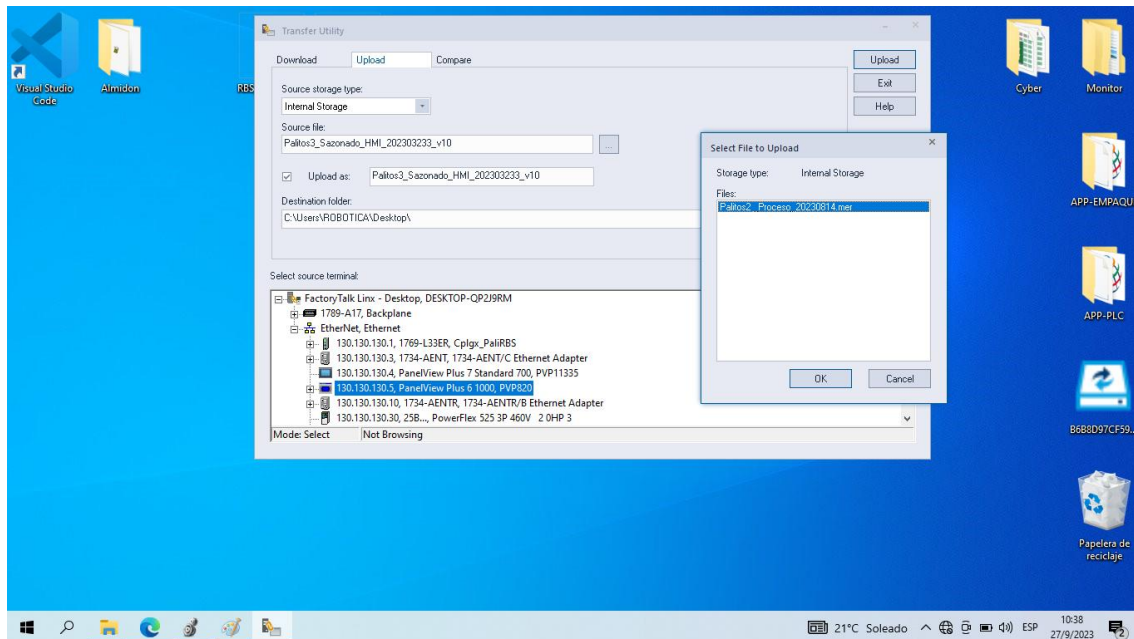 Visual Studio
Code
Almidon
RBS
Transfer Utility
Download
Upload
Compare
Source storage type:
Internal Storage
Source file:
Palitos3_Sazonado_HMI_202303233_v10
...
Upload as:
Palitos3_Sazonado_HMI_202303233_v10
Destination folder:
C:\Users\ROBOTICA\Desktop\
Upload
Exit
Help
Select source terminal:
FactoryTalk Linx - Desktop, DESKTOP-QP2J9RM
1789-A17, Backplane
EtherNet, Ethernet
130.130.130.1, 1769-L33ER, Cplgx_PaliRBS
130.130.130.3, 1734-AENT, 1734-AENT/C Ethernet Adapter
130.130.130.4, PanelView Plus 7 Standard 700, PVP11335
130.130.130.5, PanelView Plus 6 1000, PVP820
130.130.130.10, 1734-AENTR, 1734-AENTR/B Ethernet Adapter
130.130.130.30, 25B..., PowerFlex 525 3P 460V 2 0HP 3
Mode: Select
Not Browsing
Select File to Upload
Storage type: Internal Storage
Files:
Palitos2_ Proceso_20230814.mer
OK
Cancel
Cyber
Monitor
APP-EMPAQU
APP-PLC
B6B8D97CF59...
Papelera de
reciclaje
21°C Soleado
ESP
10:38
27/9/2023
2